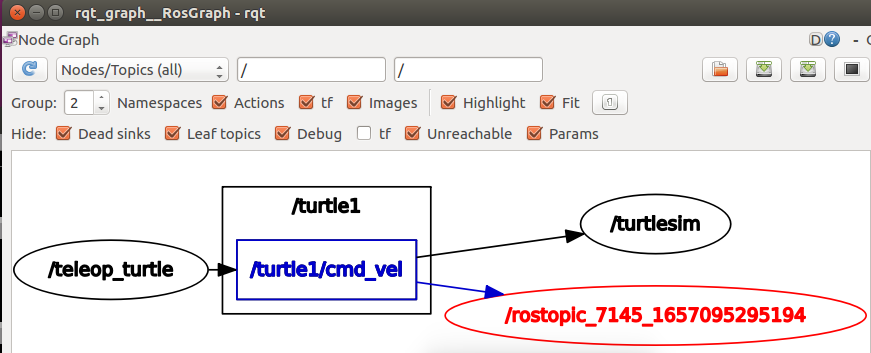 rqt_graph__RosGraph - rqt
Node Graph
D ? -
Nodes/Topics (all) / /
Group: 2 Namespaces Actions tf Images Highlight Fit
Hide: Dead sinks Leaf topics Debug tf Unreachable Params
/turtle1
/turtlesim
/teleop_turtle
/turtle1/cmd_vel
/rostopic_7145_1657095295194